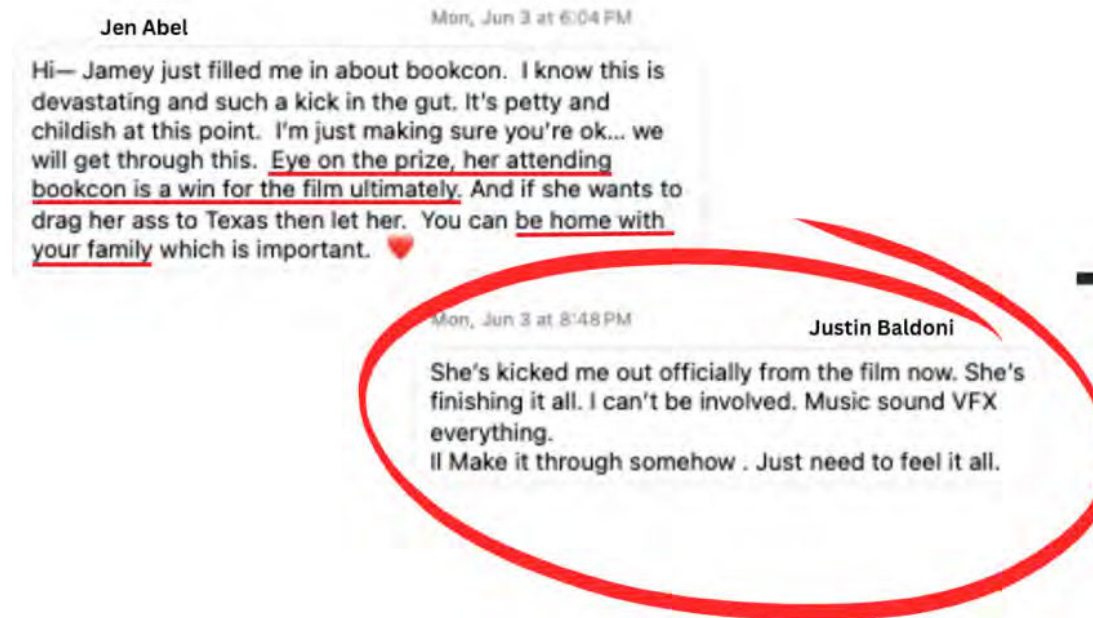 Mon, Jun 3 at 6:04 PM
Jen Abel
Hi— Jamey just filled me in about bookcon.  I know this is
devastating and such a kick in the gut. It's petty and
childish at this point.  I'm just making sure you're ok... we
will get through this.  Eye on the prize, her attending
bookcon is a win for the film ultimately. And if she wants to
drag her ass to Texas then let her.  You can be home with
your family which is important. ❤️
Mon, Jun 3 at 8:48 PM
Justin Baldoni
She's kicked me out officially from the film now. She's
finishing it all. I can't be involved. Music sound VFX
everything.
Il Make it through somehow . Just need to feel it all.